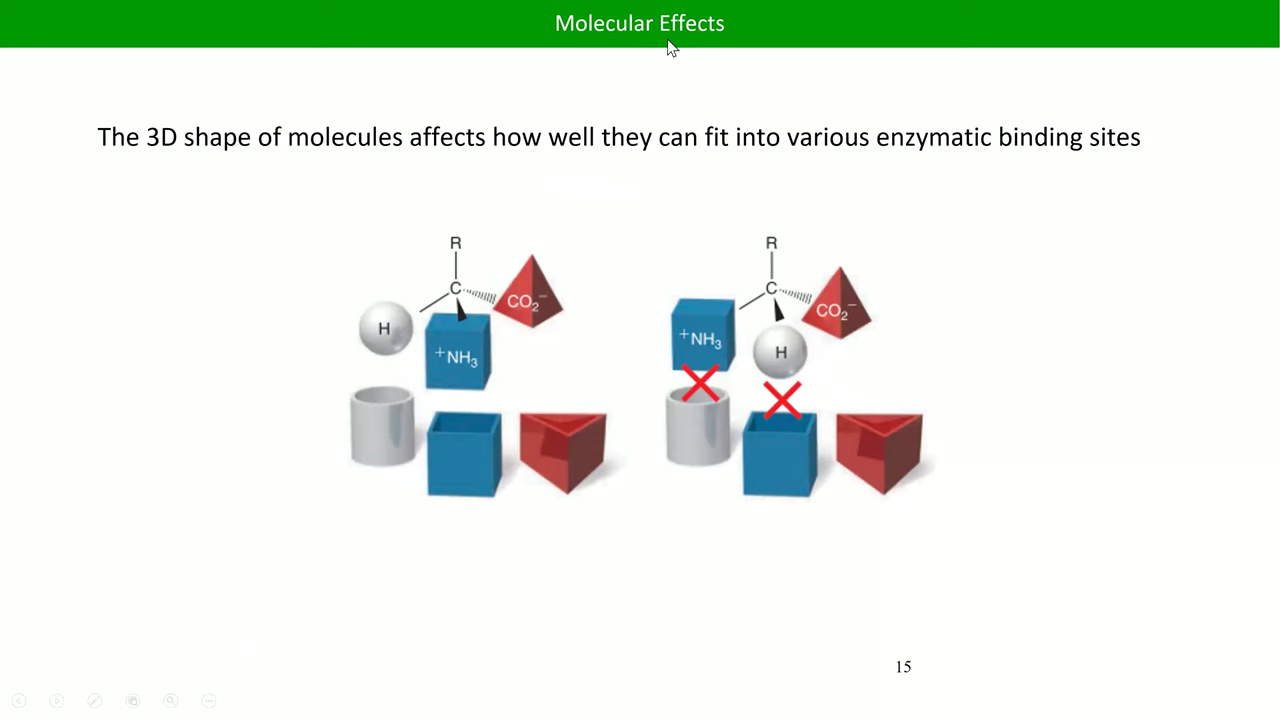 Molecular Effects
The 3D shape of molecules affects how well they can fit into various enzymatic binding sites
R
C
CO₂⁻
H
⁺NH₃
R
C
CO₂⁻
⁺NH₃
H
15